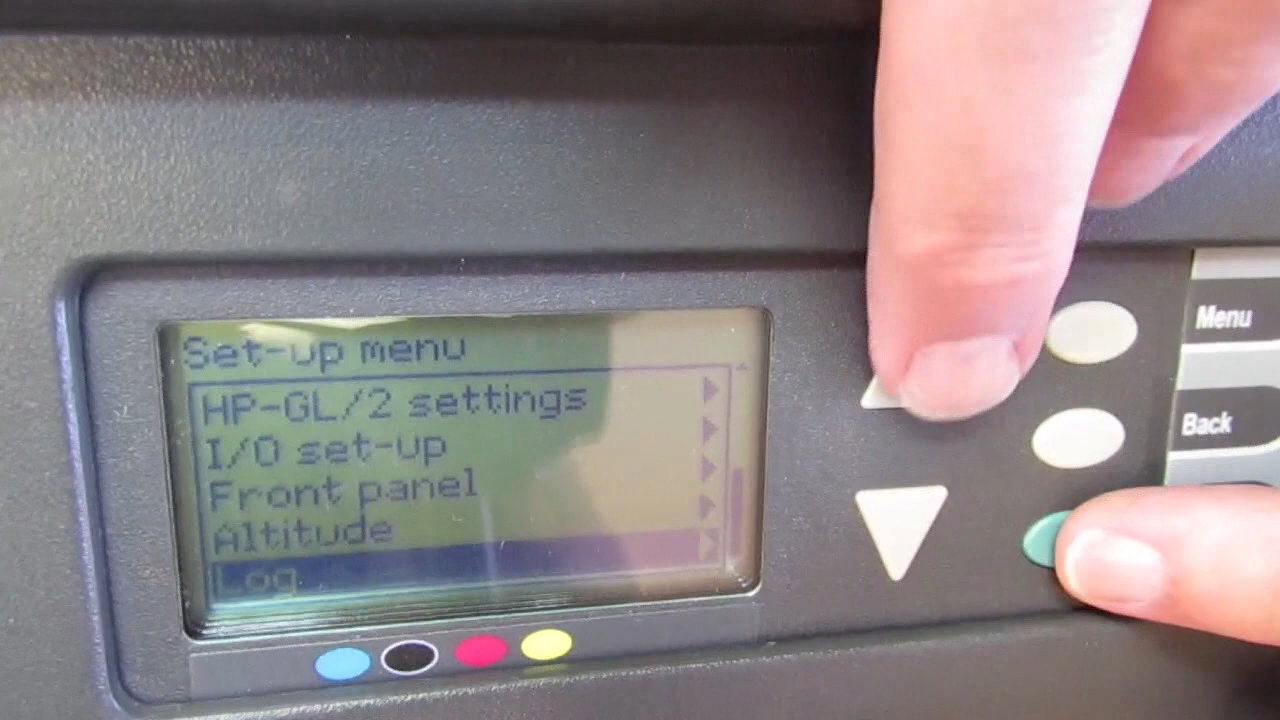 Set-up menu
HP-GL/2 settings
I/O set-up
Front panel
Altitude
Log
Menu
Back